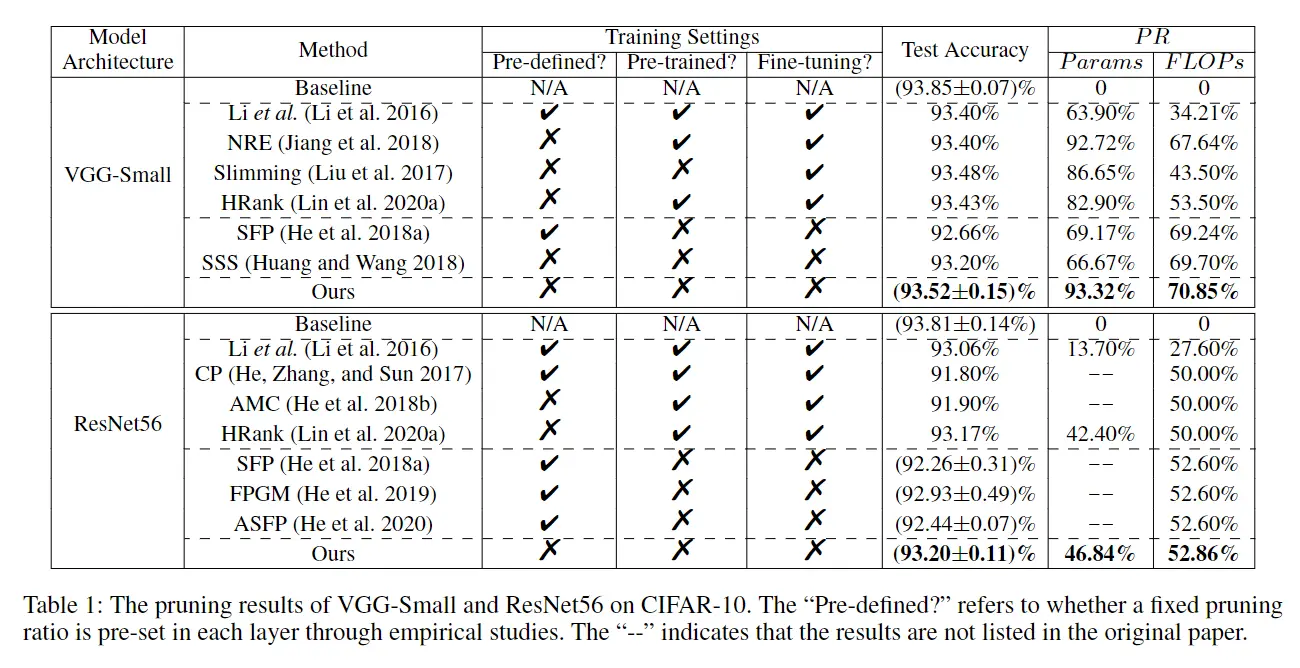 Model Architecture | Method | Training Settings | Test Accuracy | PR
Pre-defined? | Pre-trained? | Fine-tuning? | Params | FLOPs
VGG-Small
Baseline | N/A | N/A | N/A | (93.85±0.07)% | 0 | 0
Li et al. (Li et al. 2016) | ✔ | ✔ | ✔ | 93.40% | 63.90% | 34.21%
NRE (Jiang et al. 2018) | ✗ | ✔ | ✔ | 93.40% | 92.72% | 67.64%
Slimming (Liu et al. 2017) | ✗ | ✗ | ✔ | 93.48% | 86.65% | 43.50%
HRank (Lin et al. 2020a) | ✗ | ✔ | ✔ | 93.43% | 82.90% | 53.50%
SFP (He et al. 2018a) | ✔ | ✗ | ✗ | 92.66% | 69.17% | 69.24%
SSS (Huang and Wang 2018) | ✗ | ✗ | ✗ | 93.20% | 66.67% | 69.70%
Ours | ✗ | ✗ | ✗ | (93.52±0.15)% | 93.32% | 70.85%
ResNet56
Baseline | N/A | N/A | N/A | (93.81±0.14%) | 0 | 0
Li et al. (Li et al. 2016) | ✔ | ✔ | ✔ | 93.06% | 13.70% | 27.60%
CP (He, Zhang, and Sun 2017) | ✔ | ✔ | ✔ | 91.80% | -- | 50.00%
AMC (He et al. 2018b) | ✗ | ✔ | ✔ | 91.90% | -- | 50.00%
HRank (Lin et al. 2020a) | ✗ | ✔ | ✔ | 93.17% | 42.40% | 50.00%
SFP (He et al. 2018a) | ✔ | ✗ | ✗ | (92.26±0.31)% | -- | 52.60%
FPGM (He et al. 2019) | ✔ | ✗ | ✗ | (92.93±0.49)% | -- | 52.60%
ASFP (He et al. 2020) | ✔ | ✗ | ✗ | (92.44±0.07)% | -- | 52.60%
Ours | ✗ | ✗ | ✗ | (93.20±0.11)% | 46.84% | 52.86%
Table 1: The pruning results of VGG-Small and ResNet56 on CIFAR-10. The “Pre-defined?” refers to whether a fixed pruning
ratio is pre-set in each layer through empirical studies. The “--” indicates that the results are not listed in the original paper.